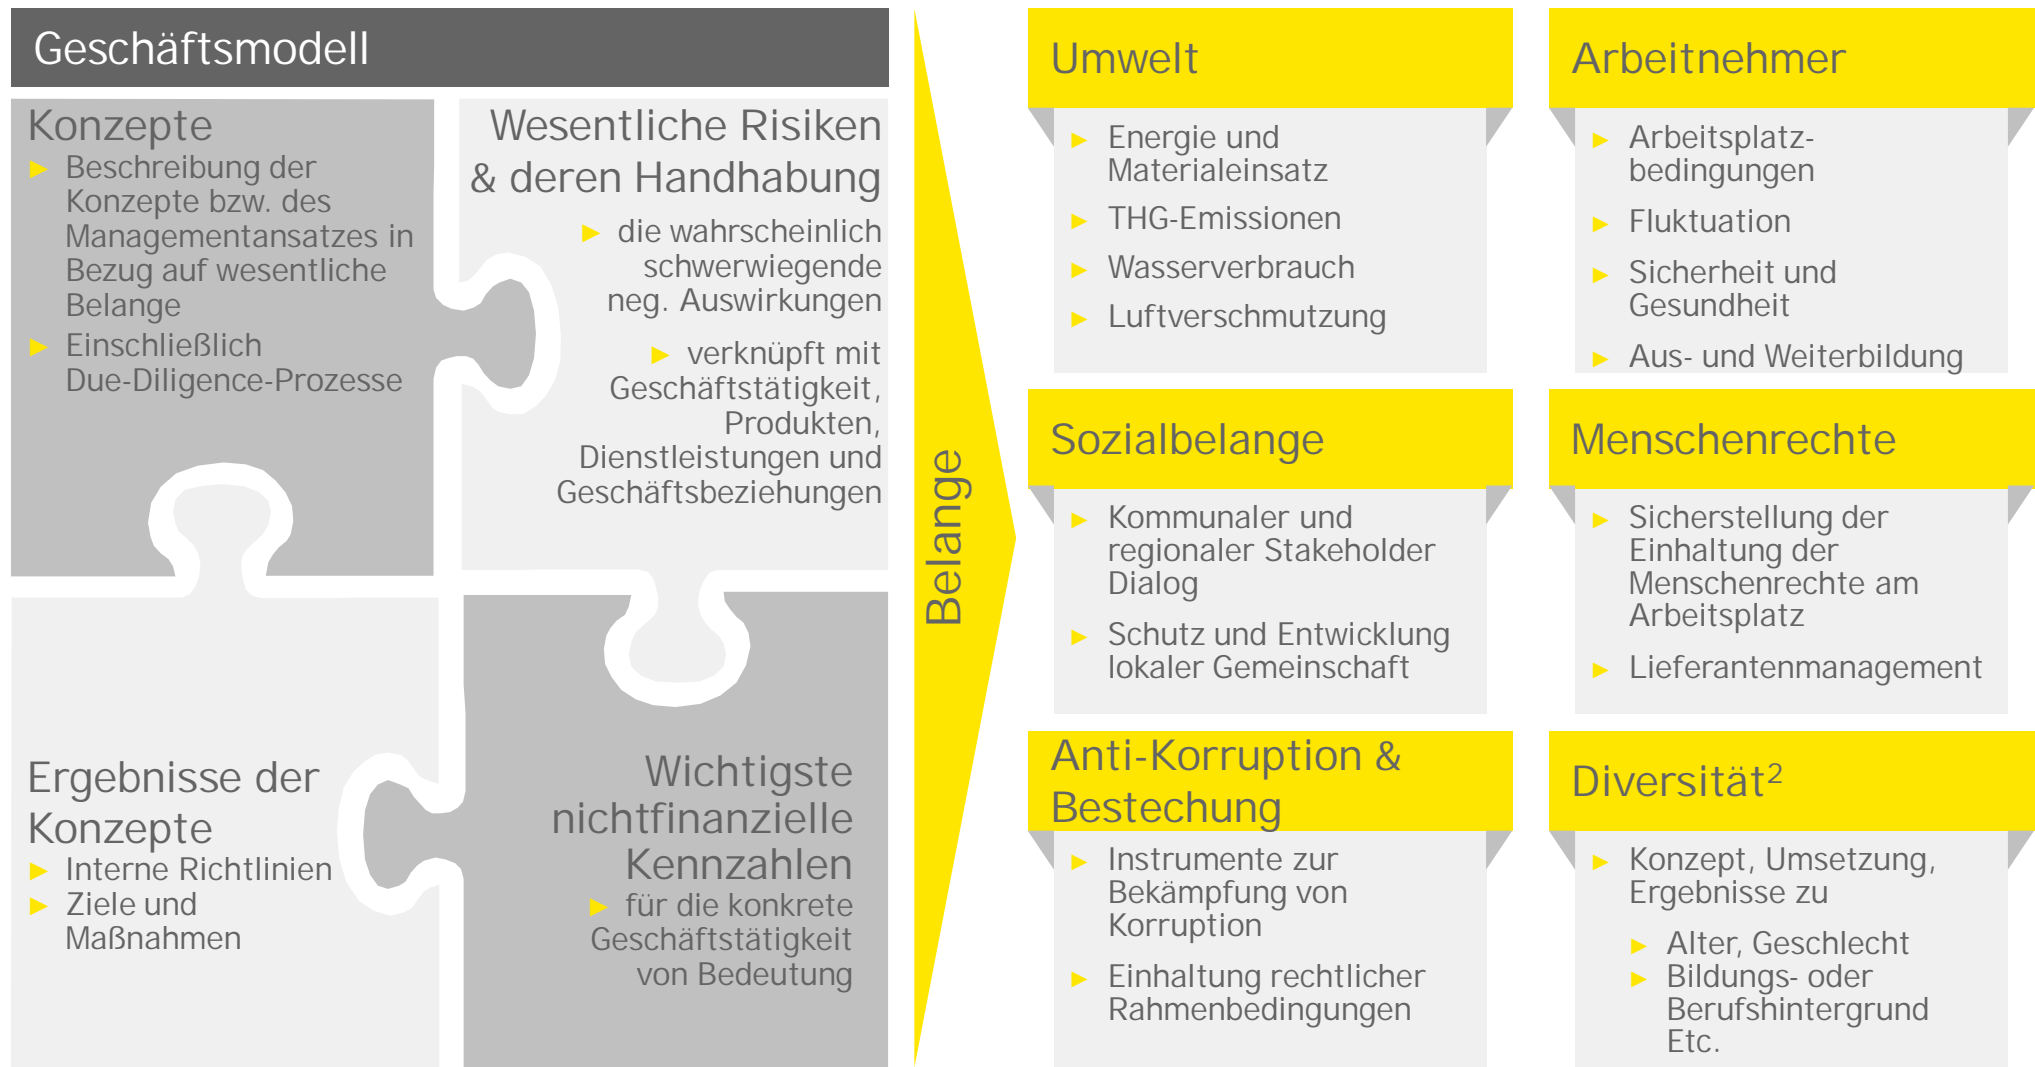 Geschäftsmodell
Konzepte
► Beschreibung der
Konzepte bzw. des
Managementansatzes in
Bezug auf wesentliche
Belange
► Einschließlich
Due-Diligence-Prozesse
Wesentliche Risiken
& deren Handhabung
► die wahrscheinlich
schwerwiegende
neg. Auswirkungen
► verknüpft mit
Geschäftstätigkeit,
Produkten,
Dienstleistungen und
Geschäftsbeziehungen
Ergebnisse der
Konzepte
► Interne Richtlinien
► Ziele und
Maßnahmen
Wichtigste
nichtfinanzielle
Kennzahlen
► für die konkrete
Geschäftstätigkeit
von Bedeutung
Belange
Umwelt
► Energie und
Materialeinsatz
► THG-Emissionen
► Wasserverbrauch
► Luftverschmutzung
Arbeitnehmer
► Arbeitsplatz-
bedingungen
► Fluktuation
► Sicherheit und
Gesundheit
► Aus- und Weiterbildung
Sozialbelange
► Kommunaler und
regionaler Stakeholder
Dialog
► Schutz und Entwicklung
lokaler Gemeinschaft
Menschenrechte
► Sicherstellung der
Einhaltung der
Menschenrechte am
Arbeitsplatz
► Lieferantenmanagement
Anti-Korruption &
Bestechung
► Instrumente zur
Bekämpfung von
Korruption
► Einhaltung rechtlicher
Rahmenbedingungen
Diversität²
► Konzept, Umsetzung,
Ergebnisse zu
► Alter, Geschlecht
► Bildungs- oder
Berufshintergrund
Etc.